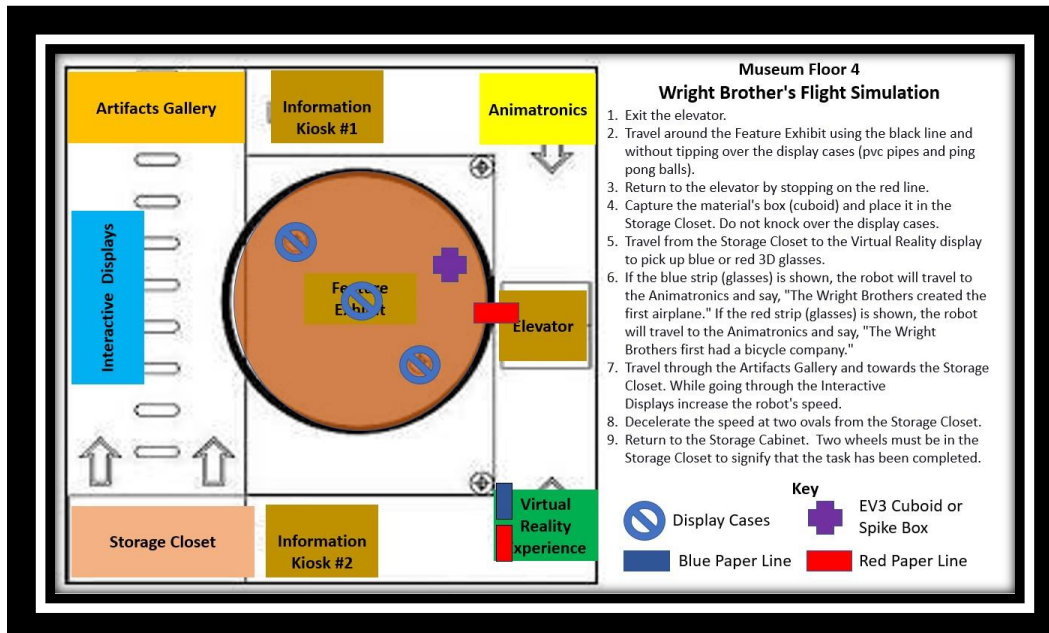 Artifacts Gallery
Information
Kiosk #1
Animatronics
Interactive Displays
Feature
Exhibit
Elevator
Storage Closet
Information
Kiosk #2
Virtual
Reality
xperience
Museum Floor 4
Wright Brother's Flight Simulation
1. Exit the elevator.
2. Travel around the Feature Exhibit using the black line and
without tipping over the display cases (pvc pipes and ping
pong balls).
3. Return to the elevator by stopping on the red line.
4. Capture the material's box (cuboid) and place it in the
Storage Closet. Do not knock over the display cases.
5. Travel from the Storage Closet to the Virtual Reality display
to pick up blue or red 3D glasses.
6. If the blue strip (glasses) is shown, the robot will travel to
the Animatronics and say, "The Wright Brothers created the
first airplane." If the red strip (glasses) is shown, the robot
will travel to the Animatronics and say, "The Wright
Brothers first had a bicycle company."
7. Travel through the Artifacts Gallery and towards the Storage
Closet. While going through the Interactive
Displays increase the robot's speed.
8. Decelerate the speed at two ovals from the Storage Closet.
9. Return to the Storage Cabinet. Two wheels must be in the
Storage Closet to signify that the task has been completed.
Key
Display Cases
EV3 Cuboid or
Spike Box
Blue Paper Line
Red Paper Line